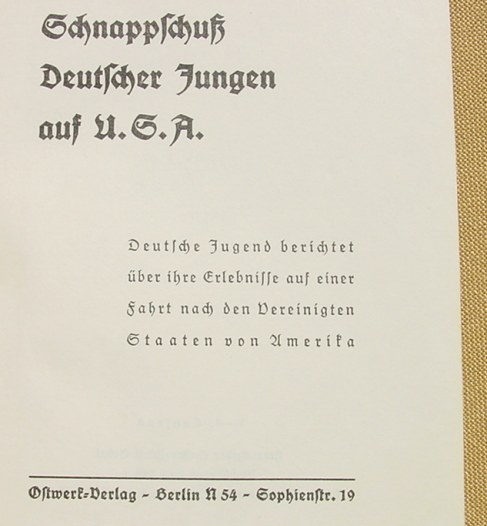 Schnappschuß
Deutscher Jungen
auf U.S.A.
Deutsche Jugend berichtet
über ihre Erlebnisse auf einer
Fahrt nach den Vereinigten
Staaten von Amerika
Ostwerk-Verlag - Berlin N 54 - Sophienstr. 19